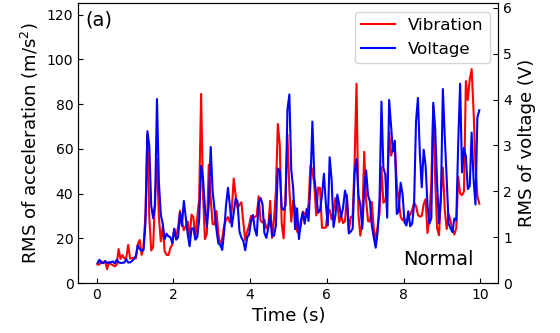 (a)
Vibration
Voltage
Normal
RMS of acceleration (m/s²)
0
20
40
60
80
100
120
RMS of voltage (V)
0
1
2
3
4
5
6
0
2
4
6
8
10
Time (s)